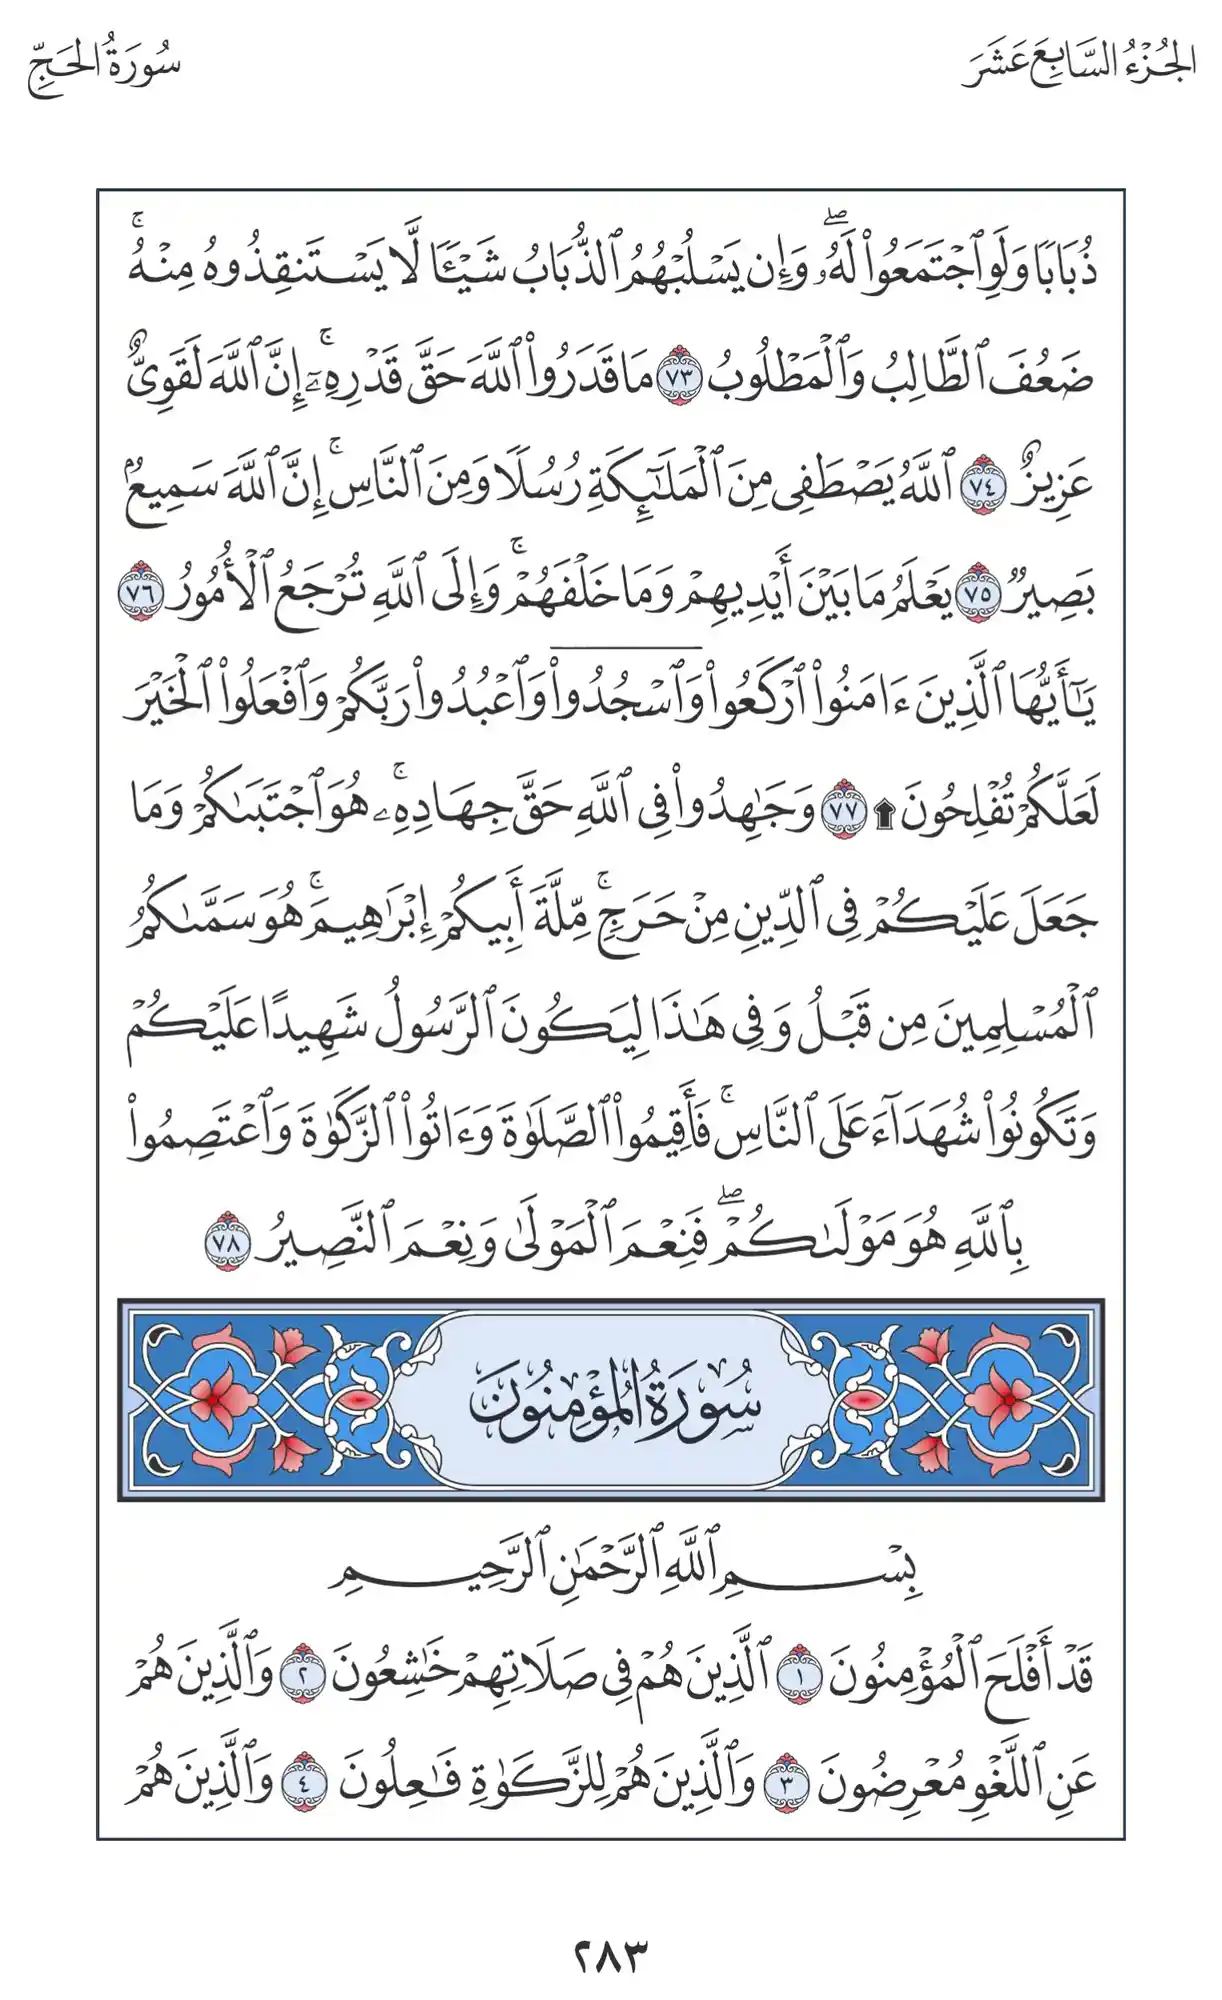 الجُزْءُ السَّابِعَ عَشَرَ
سُورَةُ الحَجِّ
ذُبَابٗا وَلَوِ ٱجۡتَمَعُواْ لَهُۥۖ وَإِن يَسۡلُبۡهُمُ ٱلذُّبَابُ شَيۡـٔٗا لَّا يَسۡتَنقِذُوهُ مِنۡهُۚ
ضَعُفَ ٱلطَّالِبُ وَٱلۡمَطۡلُوبُ ٧٣ مَا قَدَرُواْ ٱللَّهَ حَقَّ قَدۡرِهِۦٓۚ إِنَّ ٱللَّهَ لَقَوِيٌّ
عَزِيزٌ ٧٤ ٱللَّهُ يَصۡطَفِي مِنَ ٱلۡمَلَـٰٓئِكَةِ رُسُلٗا وَمِنَ ٱلنَّاسِۚ إِنَّ ٱللَّهَ سَمِيعُۢ
بَصِيرٞ ٧٥ يَعۡلَمُ مَا بَيۡنَ أَيۡدِيهِمۡ وَمَا خَلۡفَهُمۡۚ وَإِلَى ٱللَّهِ تُرۡجَعُ ٱلۡأُمُورُ ٧٦
يَـٰٓأَيُّهَا ٱلَّذِينَ ءَامَنُواْ ٱرۡكَعُواْ وَٱسۡجُدُواْ وَٱعۡبُدُواْ رَبَّكُمۡ وَٱفۡعَلُواْ ٱلۡخَيۡرَ
لَعَلَّكُمۡ تُفۡلِحُونَ ٧٧ وَجَٰهِدُواْ فِي ٱللَّهِ حَقَّ جِهَادِهِۦۚ هُوَ ٱجۡتَبَىٰكُمۡ وَمَا
جَعَلَ عَلَيۡكُمۡ فِي ٱلدِّينِ مِنۡ حَرَجٖۚ مِّلَّةَ أَبِيكُمۡ إِبۡرَٰهِيمَۚ هُوَ سَمَّىٰكُمُ
ٱلۡمُسۡلِمِينَ مِن قَبۡلُ وَفِي هَٰذَا لِيَكُونَ ٱلرَّسُولُ شَهِيدًا عَلَيۡكُمۡ
وَتَكُونُواْ شُهَدَآءَ عَلَى ٱلنَّاسِۚ فَأَقِيمُواْ ٱلصَّلَوٰةَ وَءَاتُواْ ٱلزَّكَوٰةَ وَٱعۡتَصِمُواْ
بِٱللَّهِ هُوَ مَوۡلَىٰكُمۡۖ فَنِعۡمَ ٱلۡمَوۡلَىٰ وَنِعۡمَ ٱلنَّصِيرُ ٧٨
سُورَةُ المُؤۡمِنُونَ
بِسۡمِ ٱللَّهِ ٱلرَّحۡمَٰنِ ٱلرَّحِيمِ
قَدۡ أَفۡلَحَ ٱلۡمُؤۡمِنُونَ ١ ٱلَّذِينَ هُمۡ فِي صَلَاتِهِمۡ خَٰشِعُونَ ٢ وَٱلَّذِينَ هُمۡ
عَنِ ٱللَّغۡوِ مُعۡرِضُونَ ٣ وَٱلَّذِينَ هُمۡ لِلزَّكَوٰةِ فَٰعِلُونَ ٤ وَٱلَّذِينَ هُمۡ
٢٨٣